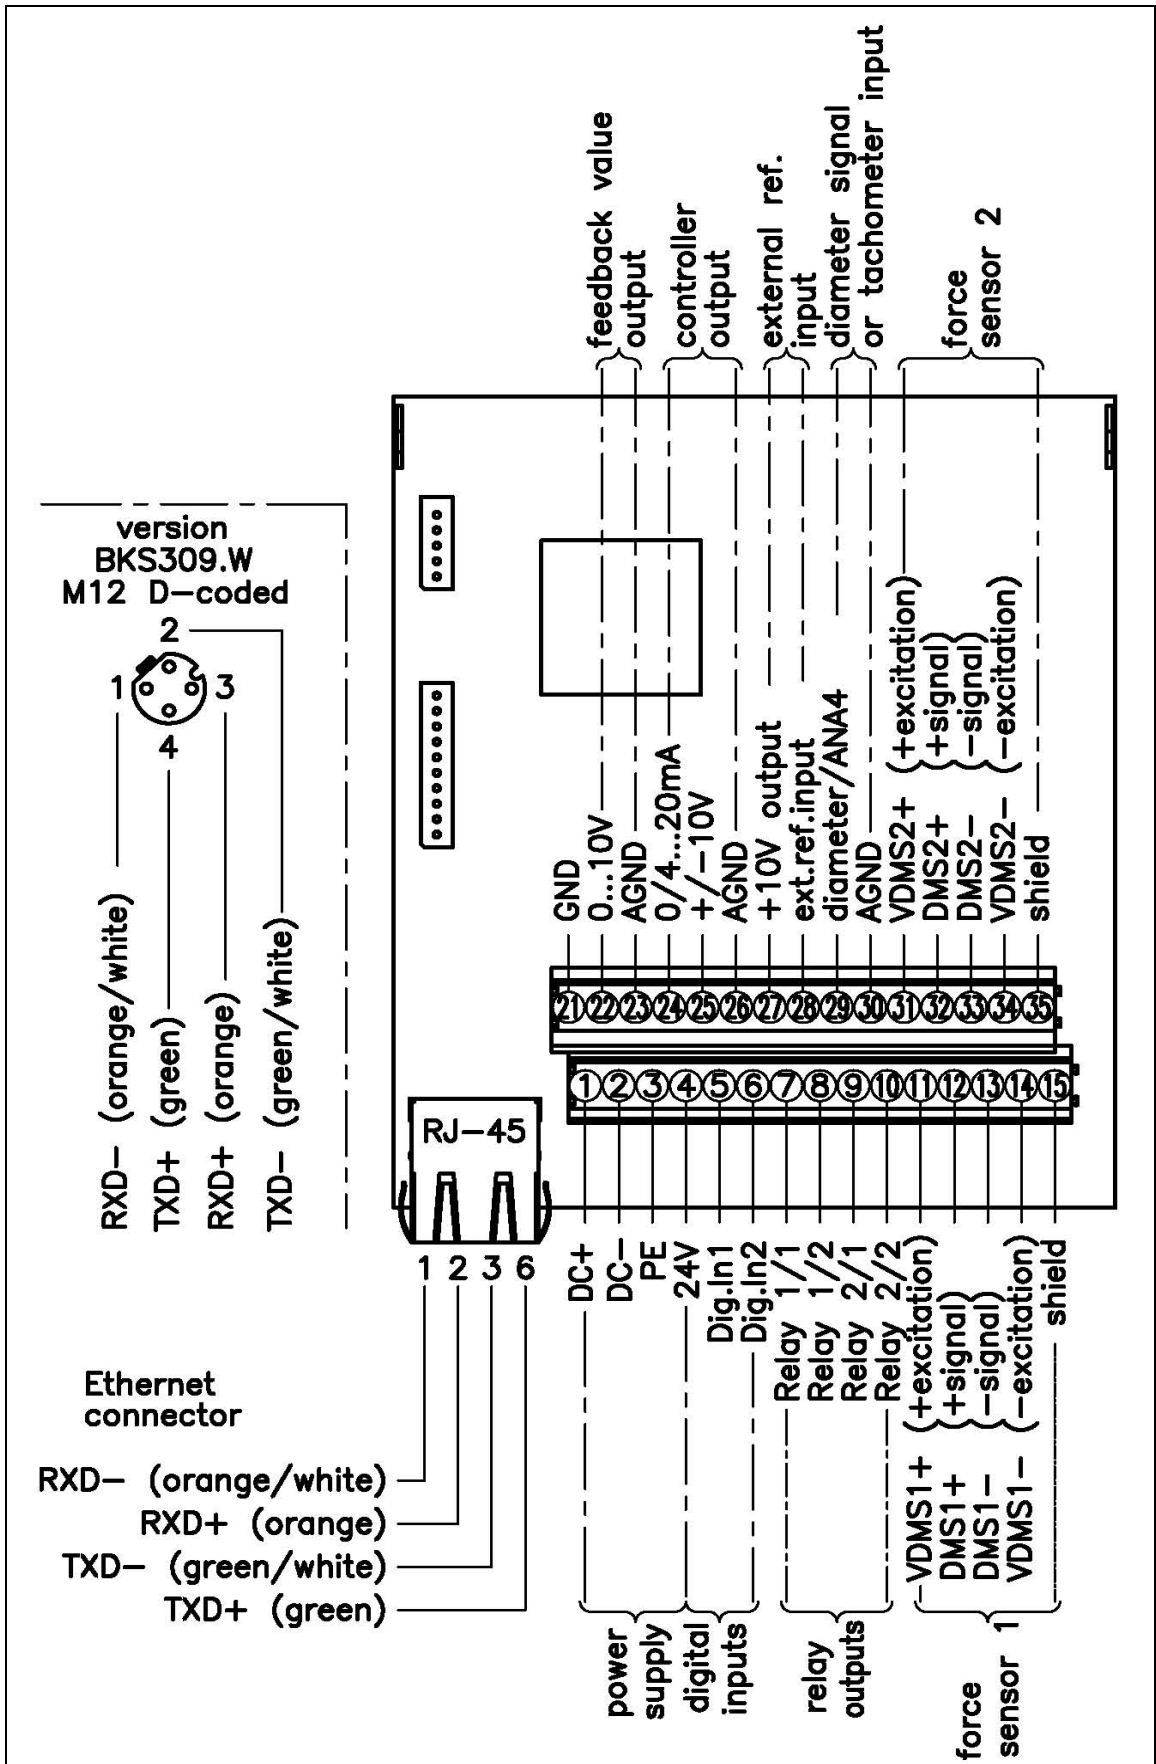 feedback value
output
controller
output
external ref.
input
diameter signal
or tachometer input
force
sensor 2
version
BKS309.W
M12 D-coded
2
1
3
4
RXD- (orange/white)
TXD+ (green)
RXD+ (orange)
TXD- (green/white)
GND
0...10V
AGND
0/4...20mA
+/-10V
AGND
+10V output
ext.ref.input
diameter/ANA4
AGND
VDMS2+ (+excitation)
DMS2+ (+signal)
DMS2- (-signal)
VDMS2- (-excitation)
shield
21 22 23 24 25 26 27 28 29 30 31 32 33 34 35
1 2 3 4 5 6 7 8 9 10 11 12 13 14 15
RJ-45
1 2 3 6
DC+
DC-
PE
24V
Dig.In1
Dig.In2
Relay 1/1
Relay 1/2
Relay 2/1
Relay 2/2
VDMS1+ (+excitation)
DMS1+ (+signal)
DMS1- (-signal)
VDMS1- (-excitation)
shield
Ethernet
connector
RXD- (orange/white)
RXD+ (orange)
TXD- (green/white)
TXD+ (green)
power
supply
digital
inputs
relay
outputs
force
sensor 1